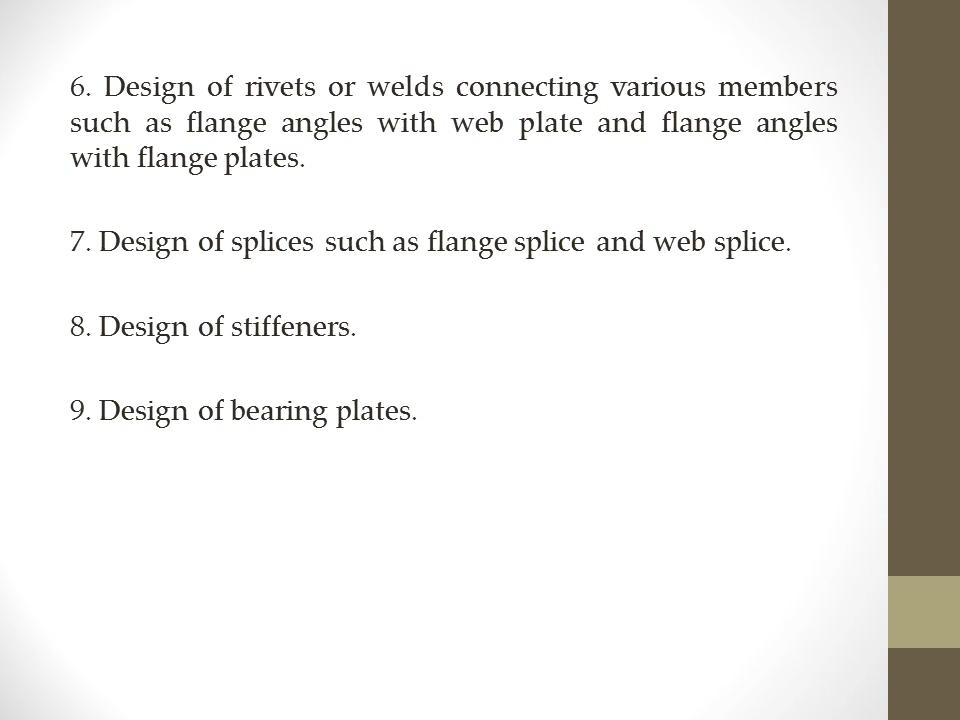 6. Design of rivets or welds connecting various members
such as flange angles with web plate and flange angles
with flange plates.
7. Design of splices such as flange splice and web splice.
8. Design of stiffeners.
9. Design of bearing plates.